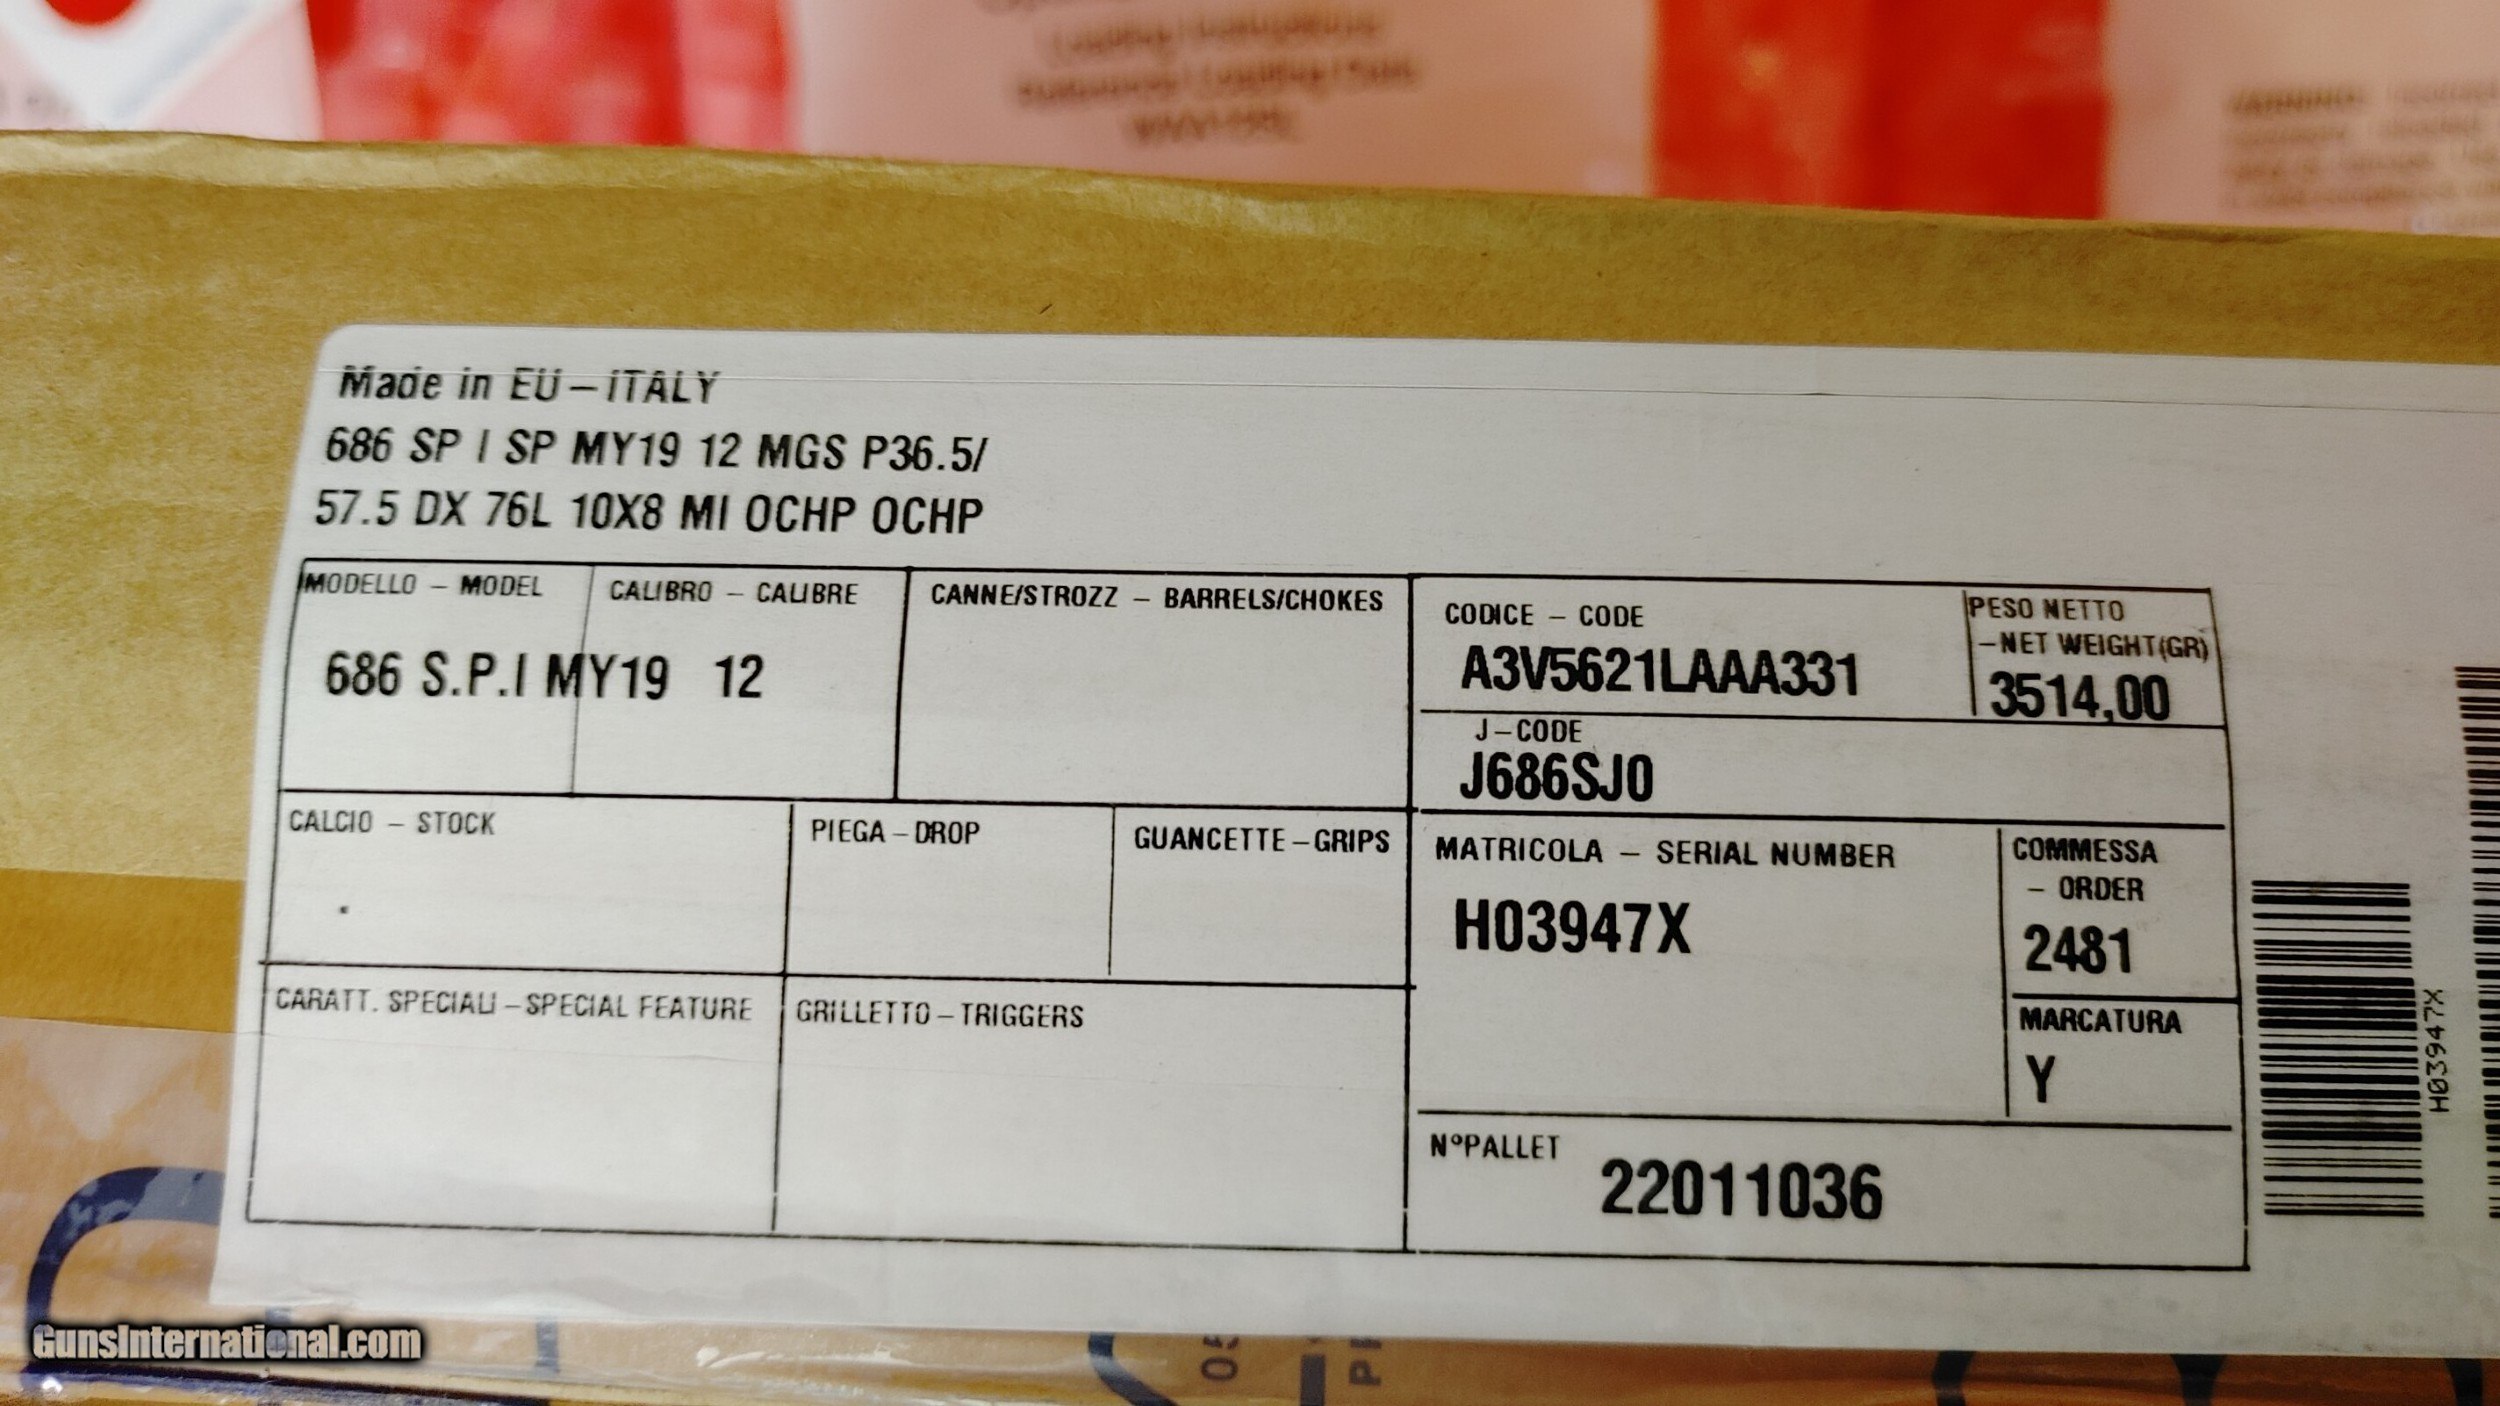 Made in EU – ITALY
686 SP I SP MY19 12 MGS P36.5/
57.5 DX 76L 10X8 MI OCHP OCHP
MODELLO – MODEL
686 S.P.I MY19
CALIBRO – CALIBRE
12
CANNE/STROZZ – BARRELS/CHOKES
CODICE – CODE
A3V5621LAAA331
PESO NETTO
–NET WEIGHT(GR)
3514,00
J–CODE
J686SJ0
CALCIO – STOCK
PIEGA – DROP
GUANCETTE – GRIPS
MATRICOLA – SERIAL NUMBER
H03947X
COMMESSA
– ORDER
2481
MARCATURA
Y
CARATT. SPECIALI – SPECIAL FEATURE
GRILLETTO – TRIGGERS
N°PALLET
22011036
H03947X
GunsInternational.com